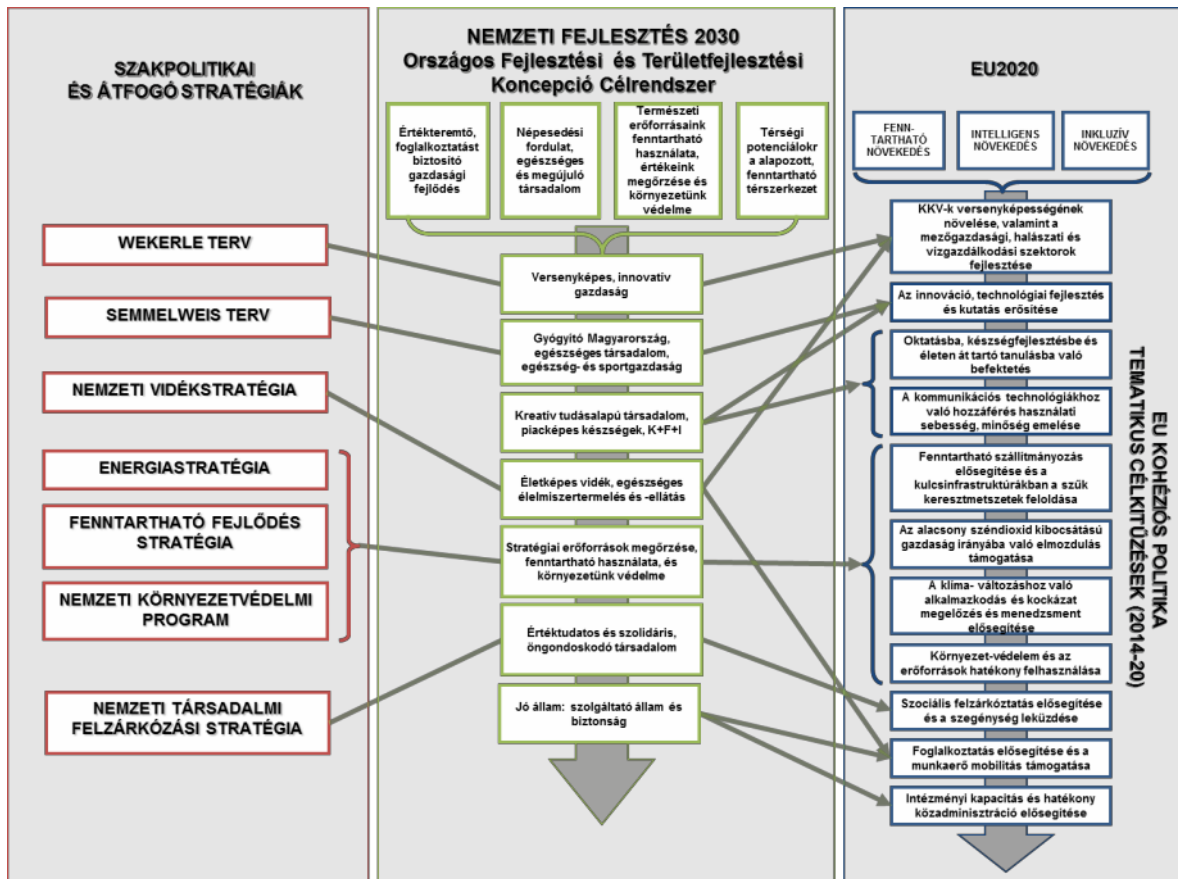 SZAKPOLITIKAI
ÉS ÁTFOGÓ STRATÉGIÁK
WEKERLE TERV
SEMMELWEIS TERV
NEMZETI VIDÉKSTRATÉGIA
ENERGIASTRATÉGIA
FENNTARTHATÓ FEJLŐDÉS
STRATÉGIA
NEMZETI KÖRNYEZETVÉDELMI
PROGRAM
NEMZETI TÁRSADALMI
FELZÁRKÓZÁSI STRATÉGIA
NEMZETI FEJLESZTÉS 2030
Országos Fejlesztési és Területfejlesztési
Koncepció Célrendszer
Értékteremtő,
foglalkoztatást
biztosító
gazdasági
fejlődés
Népesedési
fordulat,
egészséges
és megújuló
társadalom
Természeti
erőforrásaink
fenntartható
használata,
értékeink
megőrzése és
környezetünk
védelme
Térségi
potenciálokr
a alapozott,
fenntartható
térszerkezet
Versenyképes, innovatív
gazdaság
Gyógyító Magyarország,
egészséges társadalom,
egészség- és sportgazdaság
Kreatív tudásalapú társadalom,
piacképes készségek, K+F+I
Életképes vidék, egészséges
élelmiszertermelés és -ellátás
Stratégiai erőforrások megőrzése,
fenntartható használata, és
környezetünk védelme
Értéktudatos és szolidáris,
öngondoskodó társadalom
Jó állam: szolgáltató állam és
biztonság
EU2020
FENN-
TARTHATÓ
NÖVEKEDÉS
INTELLIGENS
NÖVEKEDÉS
INKLUZÍV
NÖVEKEDÉS
KKV-k versenyképességének
növelése, valamint a
mezőgazdasági, halászati és
vízgazdálkodási szektorok
fejlesztése
Az innováció, technológiai fejlesztés
és kutatás erősítése
Oktatásba, készségfejlesztésbe és
életen át tartó tanulásba való
befektetés
A kommunikációs technológiákhoz
való hozzáférés használati
sebesség, minőség emelése
Fenntartható szállítmányozás
elősegítése és a
kulcsinfrastruktúrákban a szűk
keresztmetszetek feloldása
Az alacsony széndioxid kibocsátású
gazdaság irányába való elmozdulás
támogatása
A klíma- változáshoz való
alkalmazkodás és kockázat
megelőzés és menedzsment
elősegítése
Környezet-védelem és az
erőforrások hatékony felhasználása
Szociális felzárkóztatás elősegítése
és a szegénység leküzdése
Foglalkoztatás elősegítése és a
munkaerő mobilitás támogatása
Intézményi kapacitás és hatékony
közadminisztráció elősegítése
EU KOHÉZIÓS POLITIKA
TEMATIKUS CÉLKITŰZÉSEK (2014-20)